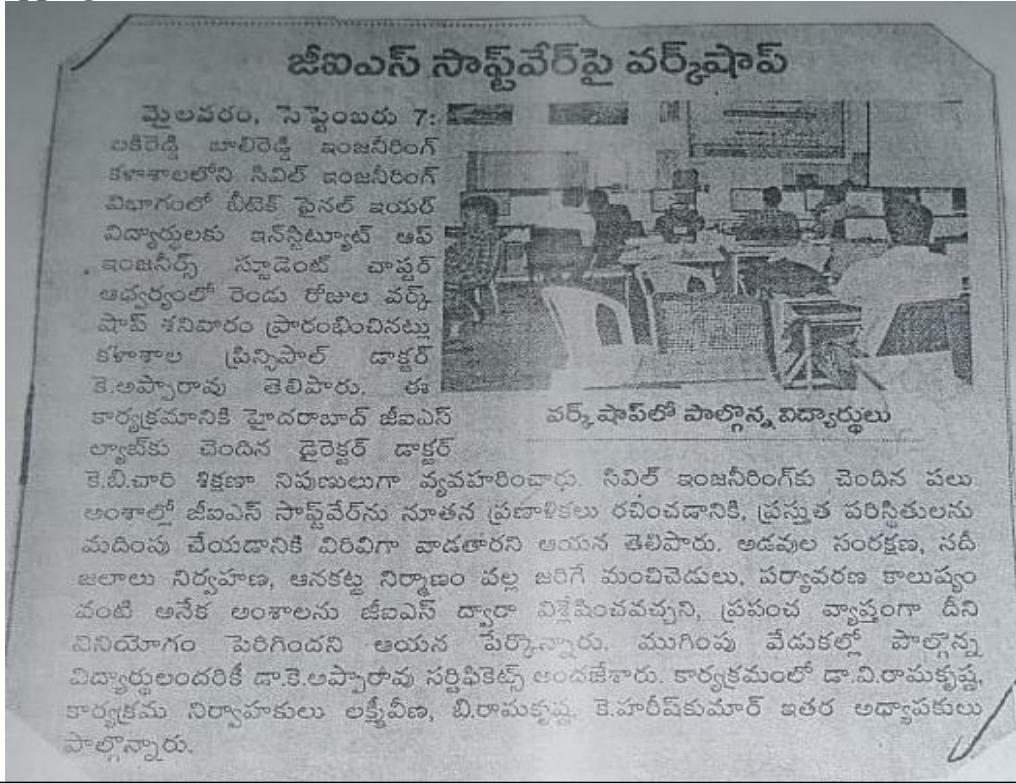 జీఐఎస్ సాఫ్ట్‌వేర్‌పై వర్క్‌షాప్
మైలవరం, సెప్టెంబరు 7:
లకిరెడ్డి బాలిరెడ్డి ఇంజనీరింగ్
కళాశాలలోని సివిల్ ఇంజనీరింగ్
విభాగంలో బీటెక్ ఫైనల్ ఇయర్
విద్యార్థులకు ఇన్‌స్టిట్యూట్ ఆఫ్
ఇంజనీర్స్ స్టూడెంట్ చాప్టర్
ఆధ్వర్యంలో రెండు రోజుల వర్క్
షాప్ శనివారం ప్రారంభించినట్లు
కళాశాల ప్రిన్సిపాల్ డాక్టర్
కె.అప్పారావు తెలిపారు. ఈ
కార్యక్రమానికి హైదరాబాద్ జీఐఎస్
ల్యాబ్‌కు చెందిన డైరెక్టర్ డాక్టర్
కె.బి.చారి శిక్షణా నిపుణులుగా వ్యవహరించారు. సివిల్ ఇంజనీరింగ్‌కు చెందిన పలు
అంశాల్లో జీఐఎస్ సాఫ్ట్‌వేర్‌ను నూతన ప్రణాళికలు రచించడానికి, ప్రస్తుత పరిస్థితులను
మదింపు చేయడానికి విరివిగా వాడతారని ఆయన తెలిపారు. అడవుల సంరక్షణ, నదీ
జలాలు నిర్వహణ, ఆనకట్ట నిర్మాణం వల్ల జరిగే మంచిచెడులు, పర్యావరణ కాలుష్యం
వంటి అనేక అంశాలను జీఐఎస్ ద్వారా విశ్లేషించవచ్చని, ప్రపంచ వ్యాప్తంగా దీని
వినియోగం పెరిగిందని ఆయన పేర్కొన్నారు. ముగింపు వేడుకల్లో పాల్గొన్న
విద్యార్థులందరికీ డా.కె.అప్పారావు సర్టిఫికెట్స్ అందజేశారు. కార్యక్రమంలో డా.వి.రామకృష్ణ,
కార్యక్రమ నిర్వాహకులు లక్ష్మీవీణ, బి.రామకృష్ణ, కె.హరీష్‌కుమార్ ఇతర అధ్యాపకులు
పాల్గొన్నారు.
వర్క్ షాప్‌లో పాల్గొన్న విద్యార్థులు